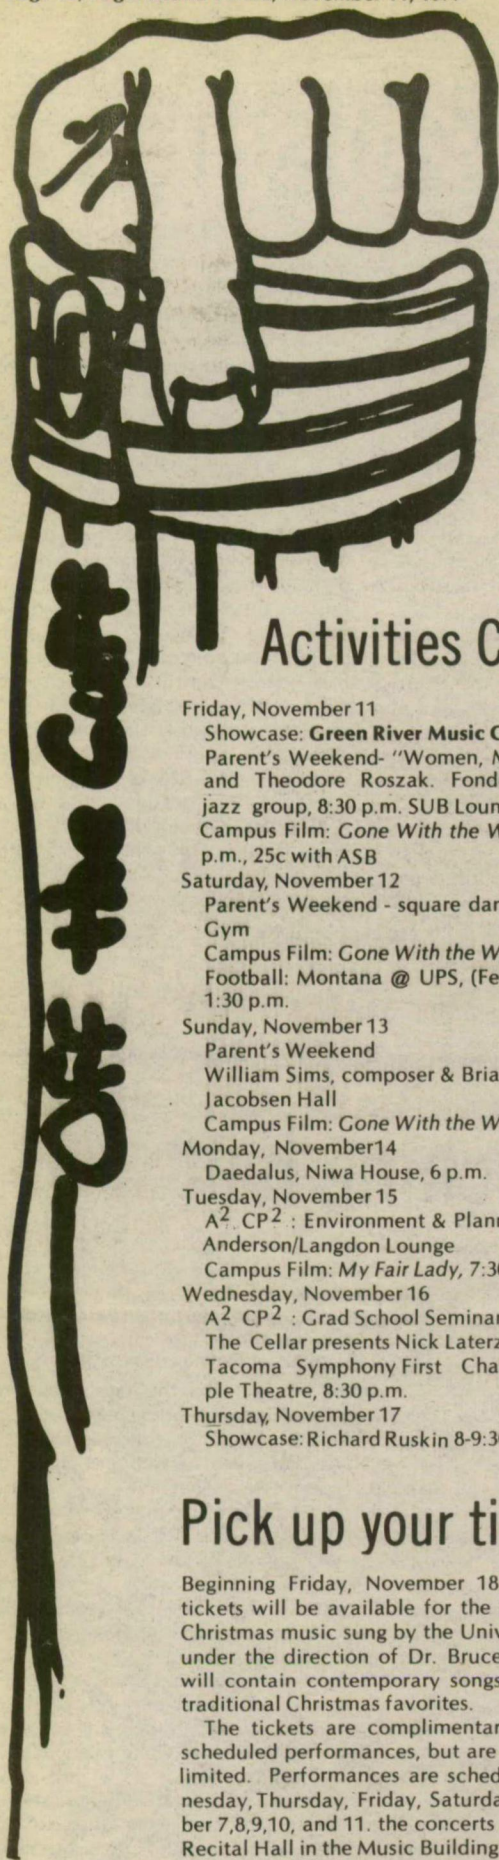 Off the Cuff
Activities C
Friday, November 11
Showcase: Green River Music
Parent's Weekend- "Women,
and Theodore Roszak. Fond
jazz group, 8:30 p.m. SUB Loun
Campus Film: Gone With the W
p.m., 25c with ASB
Saturday, November 12
Parent's Weekend - square dan
Gym
Campus Film: Gone With the W
Football: Montana @ UPS, (Fe
1:30 p.m.
Sunday, November 13
Parent's Weekend
William Sims, composer & Bria
Jacobsen Hall
Campus Film: Gone With the W
Monday, November14
Daedalus, Niwa House, 6 p.m.
Tuesday, November 15
A2 CP2 : Environment & Plann
Anderson/Langdon Lounge
Campus Film: My Fair Lady, 7:30
Wednesday, November 16
A2 CP2 : Grad School Seminar
The Cellar presents Nick Laterz
Tacoma Symphony First Cha
ple Theatre, 8:30 p.m.
Thursday, November 17
Showcase: Richard Ruskin 8-9:30
Pick up your ti
Beginning Friday, November 18
tickets will be available for the
Christmas music sung by the Univ
under the direction of Dr. Bruce
will contain contemporary songs
traditional Christmas favorites.
The tickets are complimentar
scheduled performances, but are
limited. Performances are sched
nesday, Thursday, Friday, Saturda
ber 7,8,9,10, and 11. the concerts
Recital Hall in the Music Building